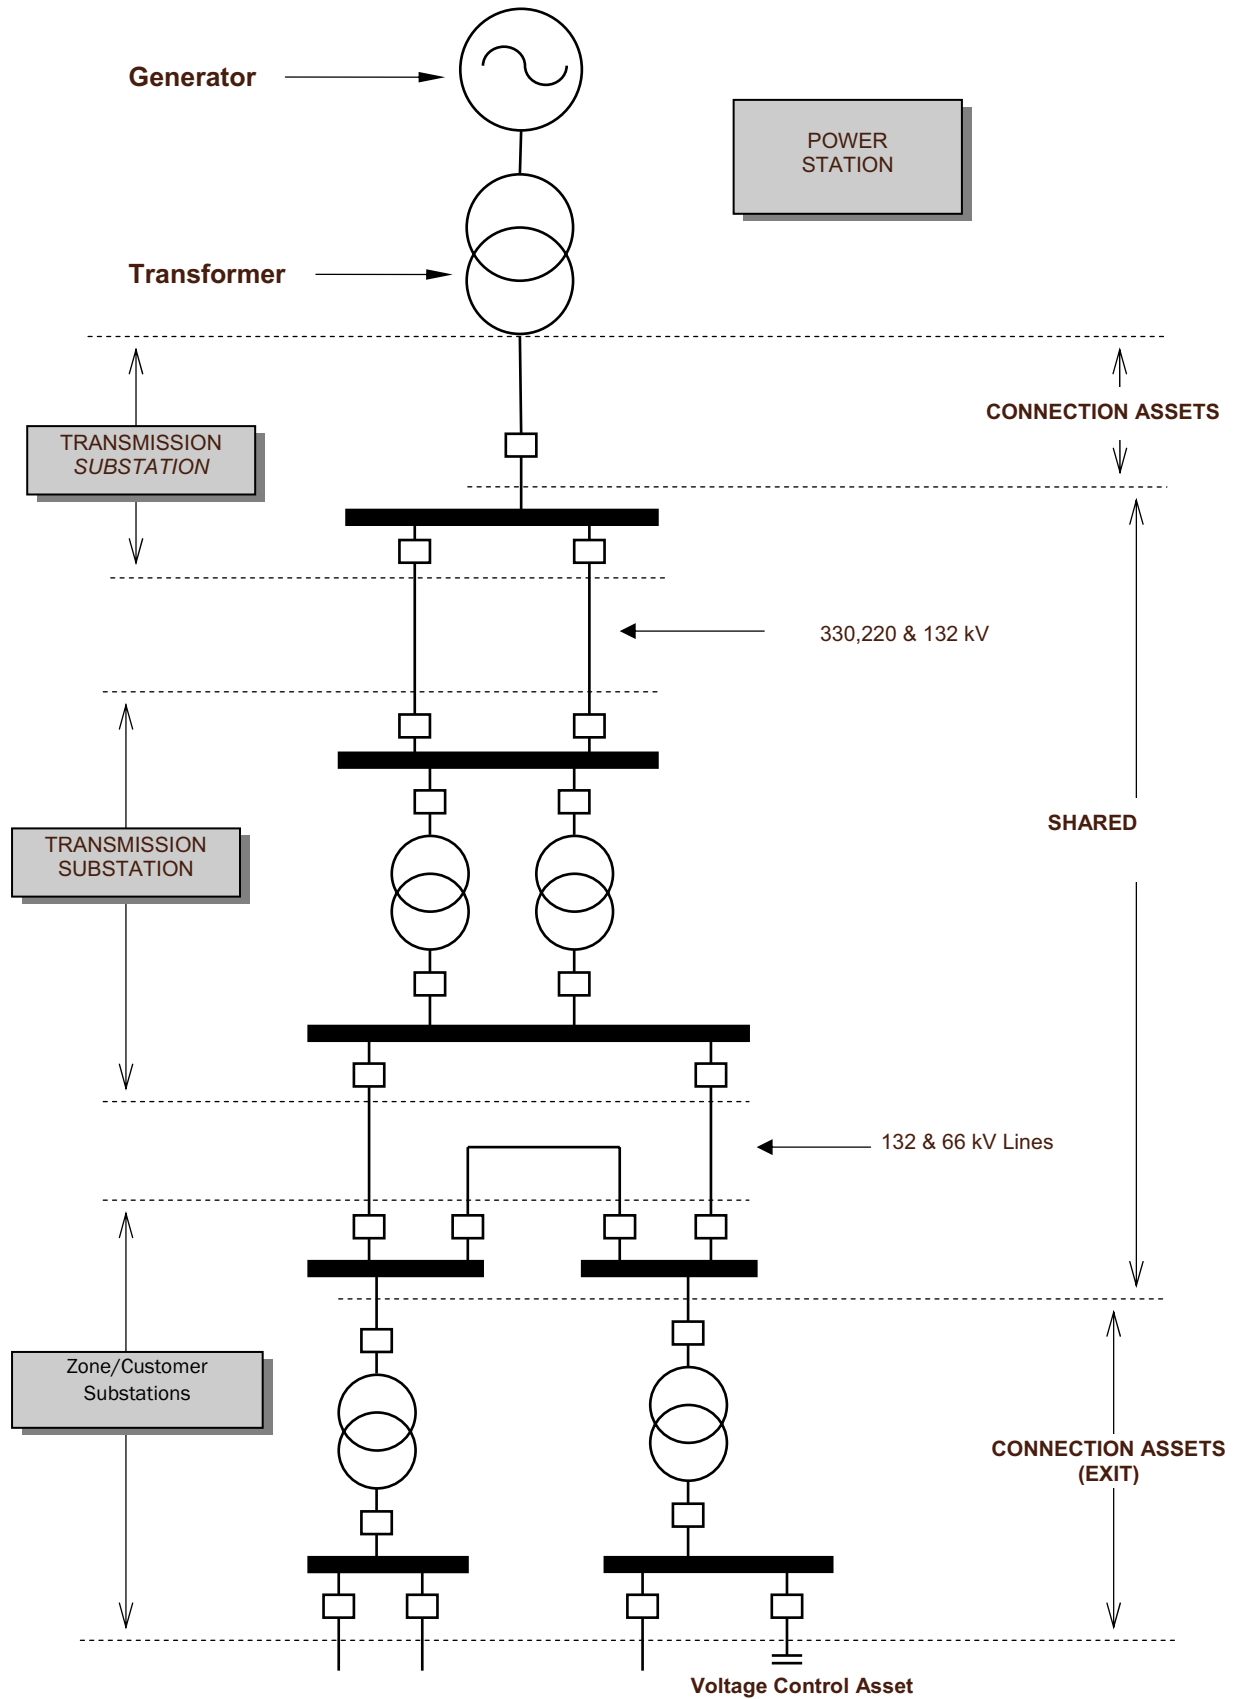 Generator
POWER
STATION
Transformer
CONNECTION ASSETS
TRANSMISSION
SUBSTATION
330,220 & 132 kV
SHARED
TRANSMISSION
SUBSTATION
132 & 66 kV Lines
Zone/Customer
Substations
CONNECTION ASSETS
(EXIT)
Voltage Control Asset